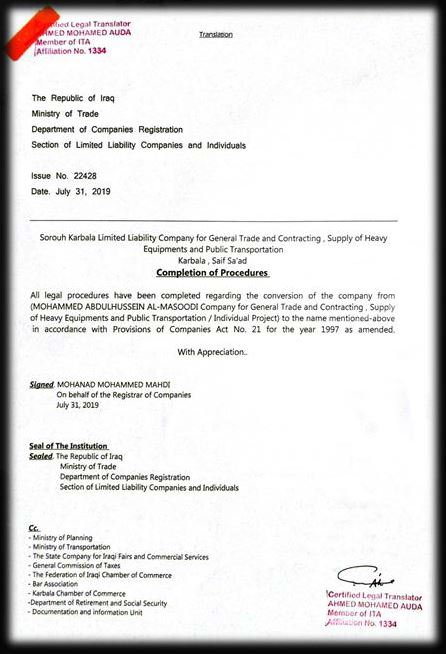 Certified Legal Translator
AHMED MOHAMED AUDA
Member of ITA
Affiliation No. 1334
Translation
The Republic of Iraq
Ministry of Trade
Department of Companies Registration
Section of Limited Liability Companies and Individuals
Issue No. 22428
Date. July 31, 2019
Sorouh Karbala Limited Liability Company for General Trade and Contracting , Supply of Heavy
Equipments and Public Transportation
Karbala , Saif Sa'ad
Completion of Procedures
All legal procedures have been completed regarding the conversion of the company from
(MOHAMMED ABDULHUSSEIN AL-MASOODI Company for General Trade and Contracting , Supply
of Heavy Equipments and Public Transportation / Individual Project) to the name mentioned-above
in accordance with Provisions of Companies Act No. 21 for the year 1997 as amended.
With Appreciation..
Signed. MOHANAD MOHAMMED MAHDI
On behalf of the Registrar of Companies
July 31, 2019
Seal of The Institution
Sealed. The Republic of Iraq
Ministry of Trade
Department of Companies Registration
Section of Limited Liability Companies and Individuals
Cc.
- Ministry of Planning
- Ministry of Transportation
- The State Company for Iraqi Fairs and Commercial Services
- General Commission of Taxes
- The Federation of Iraqi Chamber of Commerce
- Bar Association
- Karbala Chamber of Commerce
-Department of Retirement and Social Security
- Documentation and information Unit
Certified Legal Translator
AHMED MOHAMED AUDA
Member of ITA
Affiliation No. 1334